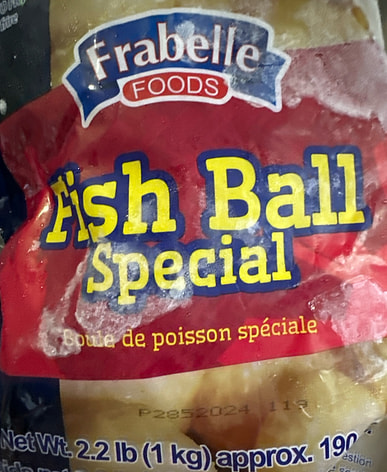 Frabelle
FOODS
Fish Ball
Special
Boule de poisson spéciale
P2852024 119
Net Wt. 2.2 lb (1 kg) approx. 190